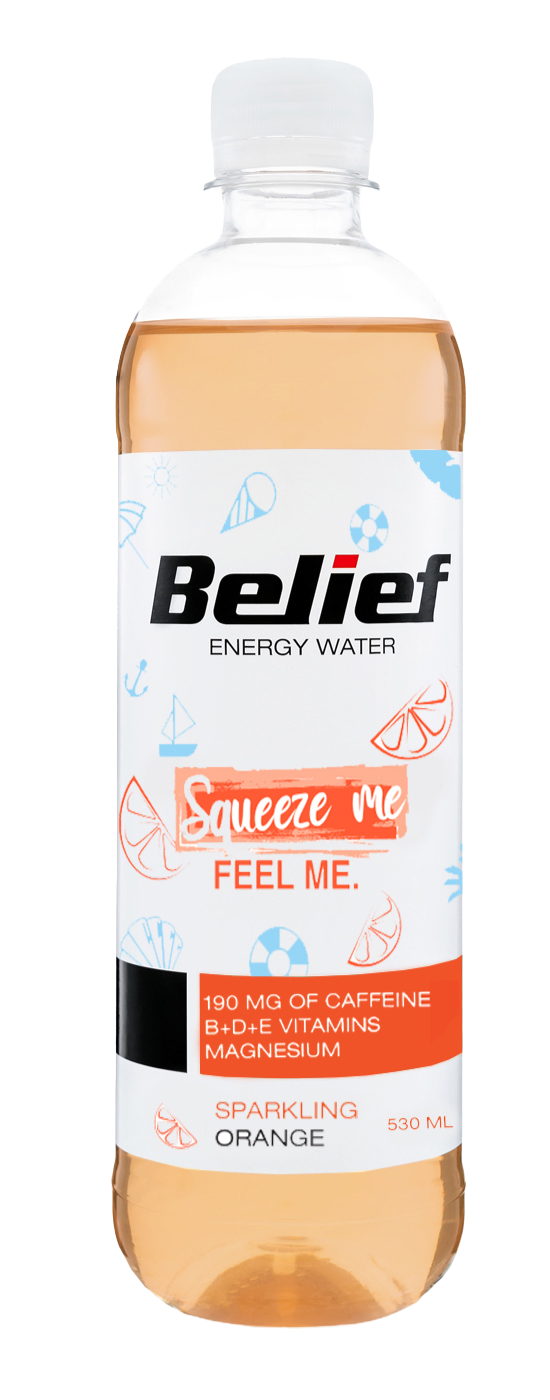 Belief
ENERGY WATER
Squeeze me
FEEL ME.
190 MG OF CAFFEINE
B+D+E VITAMINS
MAGNESIUM
SPARKLING
ORANGE
530 ML